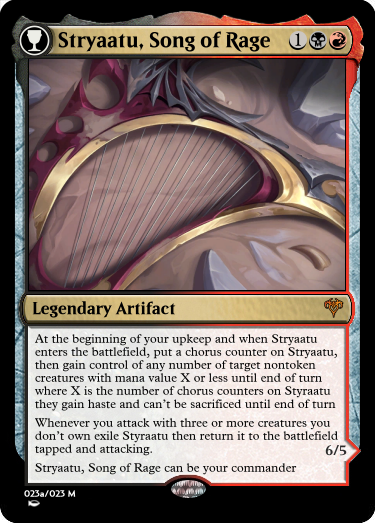 Stryaatu, Song of Rage 1
Legendary Artifact
At the beginning of your upkeep and when Stryaatu
enters the battlefield, put a chorus counter on Stryaatu,
then gain control of any number of target nontoken
creatures with mana value X or less until end of turn
where X is the number of chorus counters on Styraatu
they gain haste and can't be sacrificed until end of turn
Whenever you attack with three or more creatures you
don't own exile Styraatu then return it to the battlefield
tapped and attacking.
6/5
Stryaatu, Song of Rage can be your commander
023a/023 M